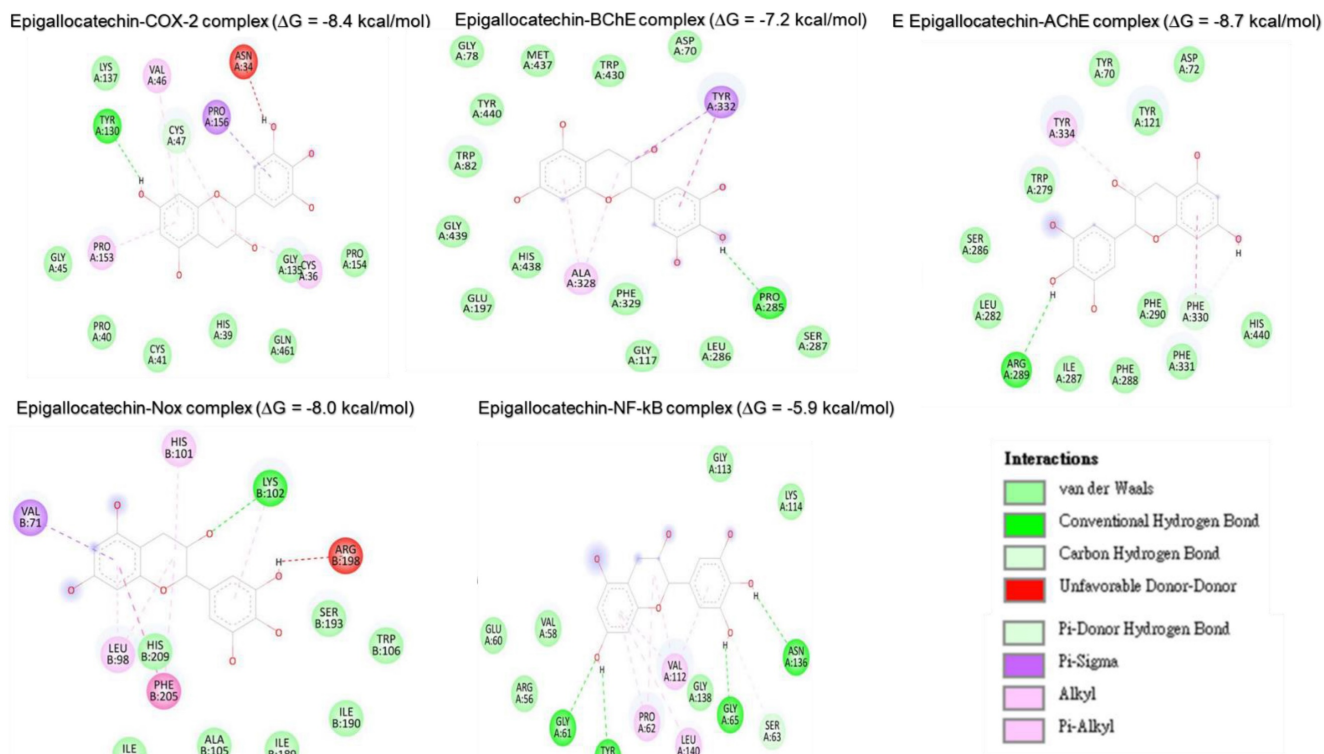 Epigallocatechin-COX-2 complex (ΔG = -8.4 kcal/mol)
LYS
A:137
VAL
A:46
ASN
A:34
TYR
A:130
CYS
A:47
PRO
A:156
H
O
H
O
O
O
O
O
O
GLY
A:45
PRO
A:153
GLY
A:135
CYS
A:36
PRO
A:154
PRO
A:40
CYS
A:41
HIS
A:39
GLN
A:461
Epigallocatechin-BChE complex (ΔG = -7.2 kcal/mol)
GLY
A:78
MET
A:437
TRP
A:430
ASP
A:70
TYR
A:440
TYR
A:332
TRP
A:82
O
O
O
O
O
O
O
H
GLY
A:439
HIS
A:438
ALA
A:328
GLU
A:197
PHE
A:329
PRO
A:285
GLY
A:117
LEU
A:286
SER
A:287
E Epigallocatechin-AChE complex (ΔG = -8.7 kcal/mol)
TYR
A:70
ASP
A:72
TYR
A:334
TYR
A:121
TRP
A:279
O
O
O
O
O
O
O
H
H
SER
A:286
LEU
A:282
PHE
A:290
PHE
A:330
HIS
A:440
ARG
A:289
ILE
A:287
PHE
A:288
PHE
A:331
Epigallocatechin-Nox complex (ΔG = -8.0 kcal/mol)
HIS
B:101
LYS
B:102
VAL
B:71
ARG
B:198
O
O
O
H
O
O
O
O
SER
B:193
TRP
B:106
LEU
B:98
HIS
B:209
PHE
B:205
ILE
B:190
ILE
ALA
B:105
ILE
B:189
Epigallocatechin-NF-kB complex (ΔG = -5.9 kcal/mol)
GLY
A:113
LYS
A:114
O
O
O
O
H
O
O
O
H
H
GLU
A:60
VAL
A:58
ASN
A:136
ARG
A:56
VAL
A:112
GLY
A:138
GLY
A:65
GLY
A:61
PRO
A:62
SER
A:63
TYR
LEU
A:140
Interactions
van der Waals
Conventional Hydrogen Bond
Carbon Hydrogen Bond
Unfavorable Donor-Donor
Pi-Donor Hydrogen Bond
Pi-Sigma
Alkyl
Pi-Alkyl